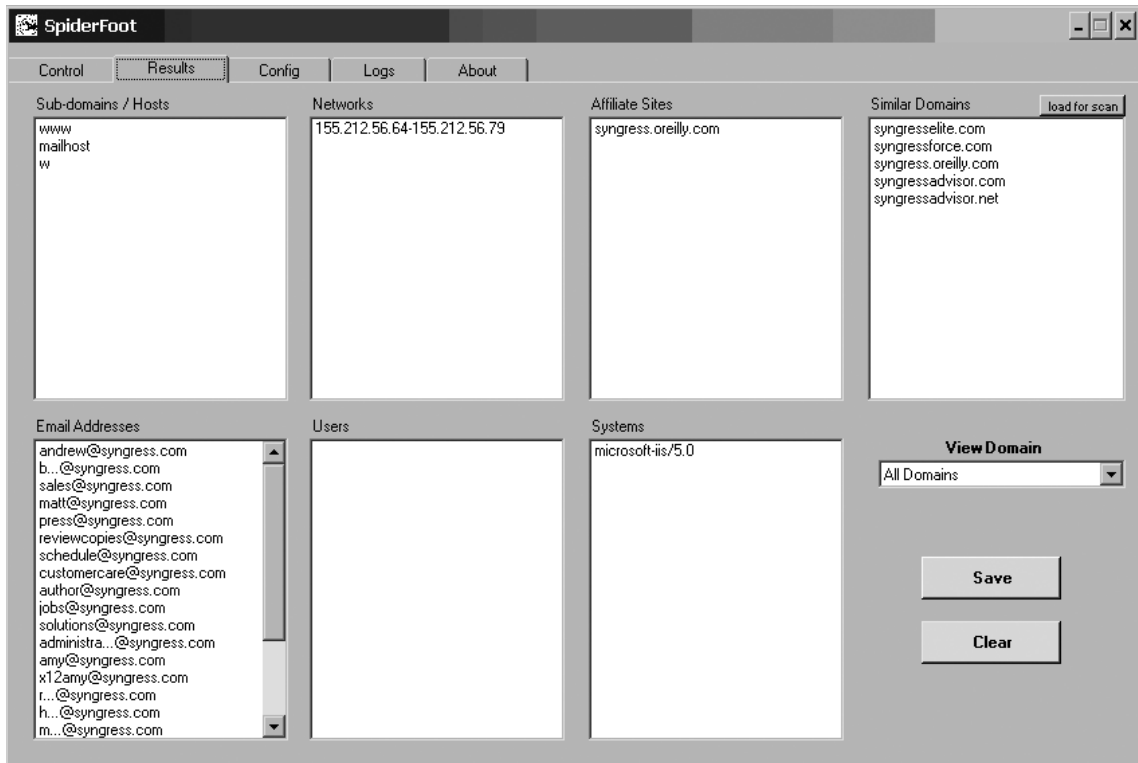 SpiderFoot
Control Results Config Logs About
Sub-domains / Hosts
www
mailhost
w
Networks
155.212.56.64-155.212.56.79
Affiliate Sites
syngress.oreilly.com
Similar Domains
load for scan
syngresselite.com
syngressforce.com
syngress.oreilly.com
syngressadvisor.com
syngressadvisor.net
Email Addresses
andrew@syngress.com
b...@syngress.com
sales@syngress.com
matt@syngress.com
press@syngress.com
reviewcopies@syngress.com
schedule@syngress.com
customercare@syngress.com
author@syngress.com
jobs@syngress.com
solutions@syngress.com
administra...@syngress.com
amy@syngress.com
x12amy@syngress.com
r...@syngress.com
h...@syngress.com
m...@syngress.com
Users
Systems
microsoft-iis/5.0
View Domain
All Domains
Save
Clear